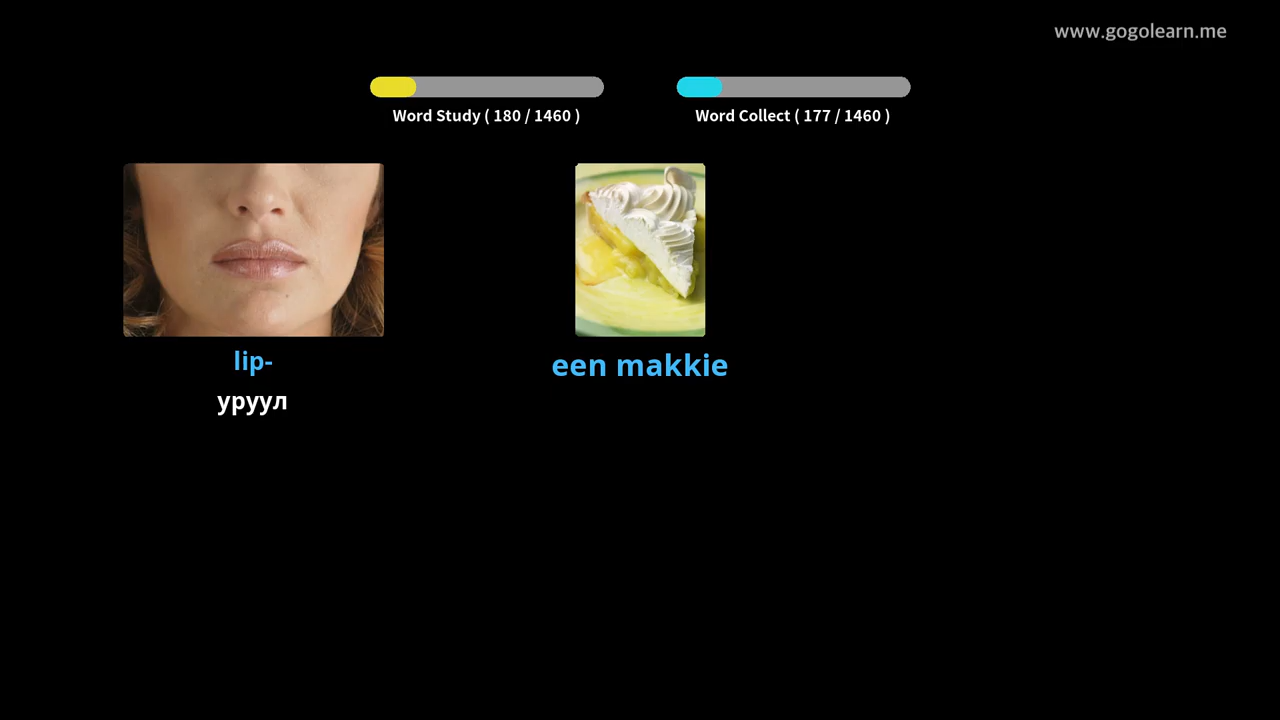 www.gogolearn.me
Word Study ( 180 / 1460 )
Word Collect ( 177 / 1460 )
lip-
уруул
een makkie